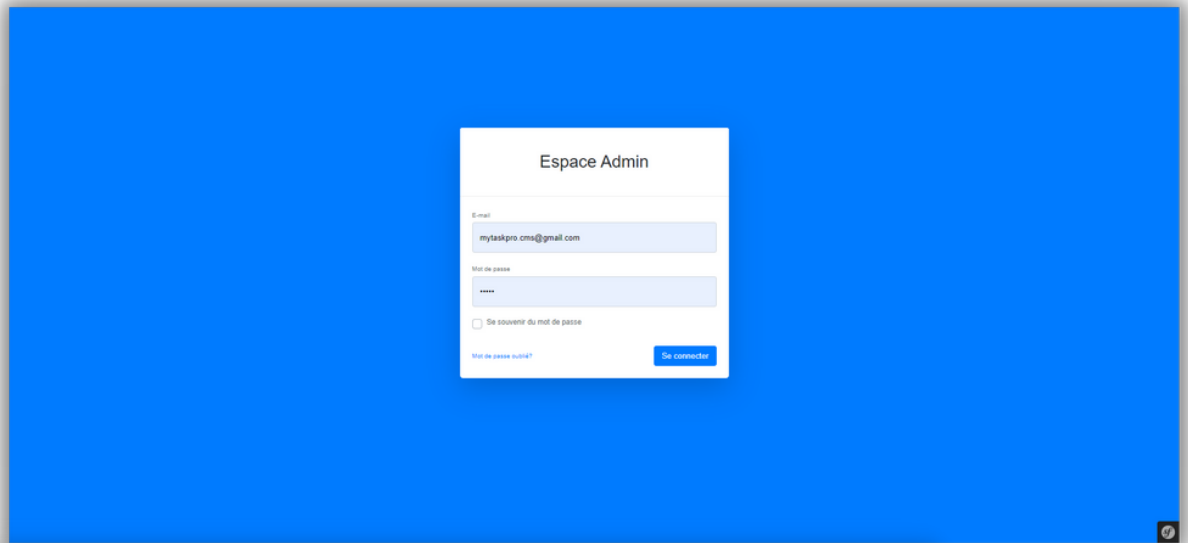 Espace Admin
E-mail
mytaskpro.cms@gmail.com
Mot de passe
•••••
Se souvenir du mot de passe
Mot de passe oublié?
Se connecter
sf